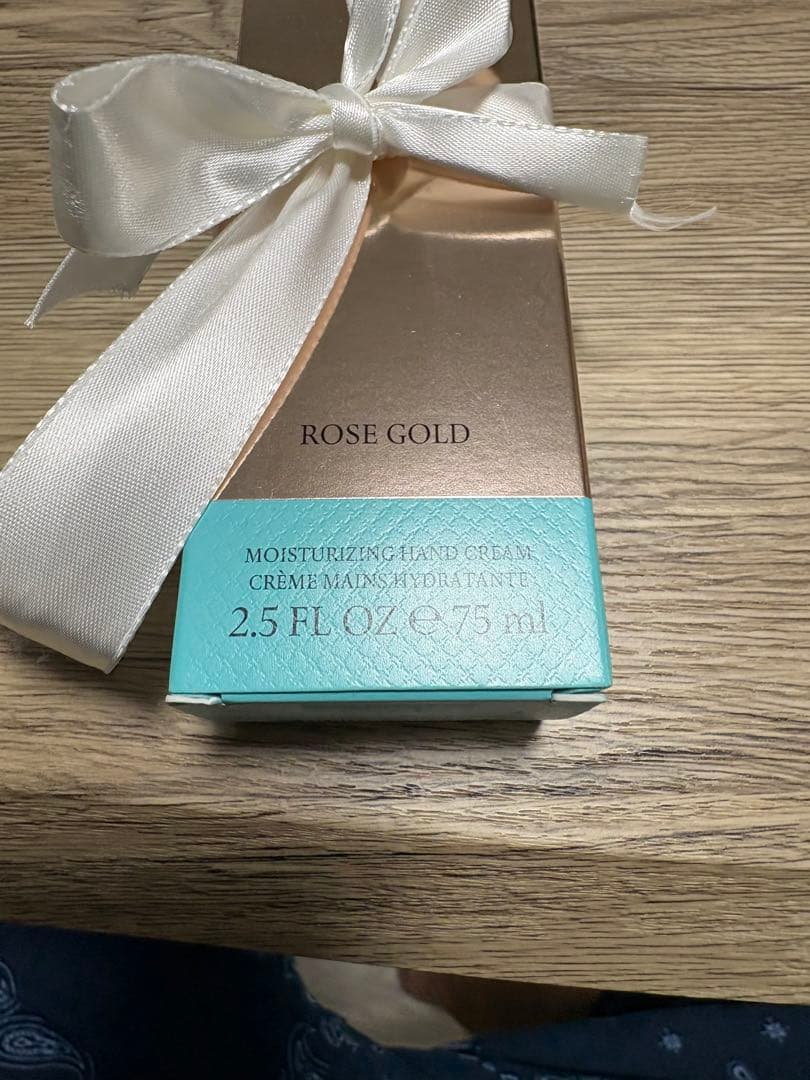 ROSE GOLD
MOISTURIZING HAND CREAM
CRÈME MAINS HYDRATANTE
2.5 FL OZ ℮ 75 ml